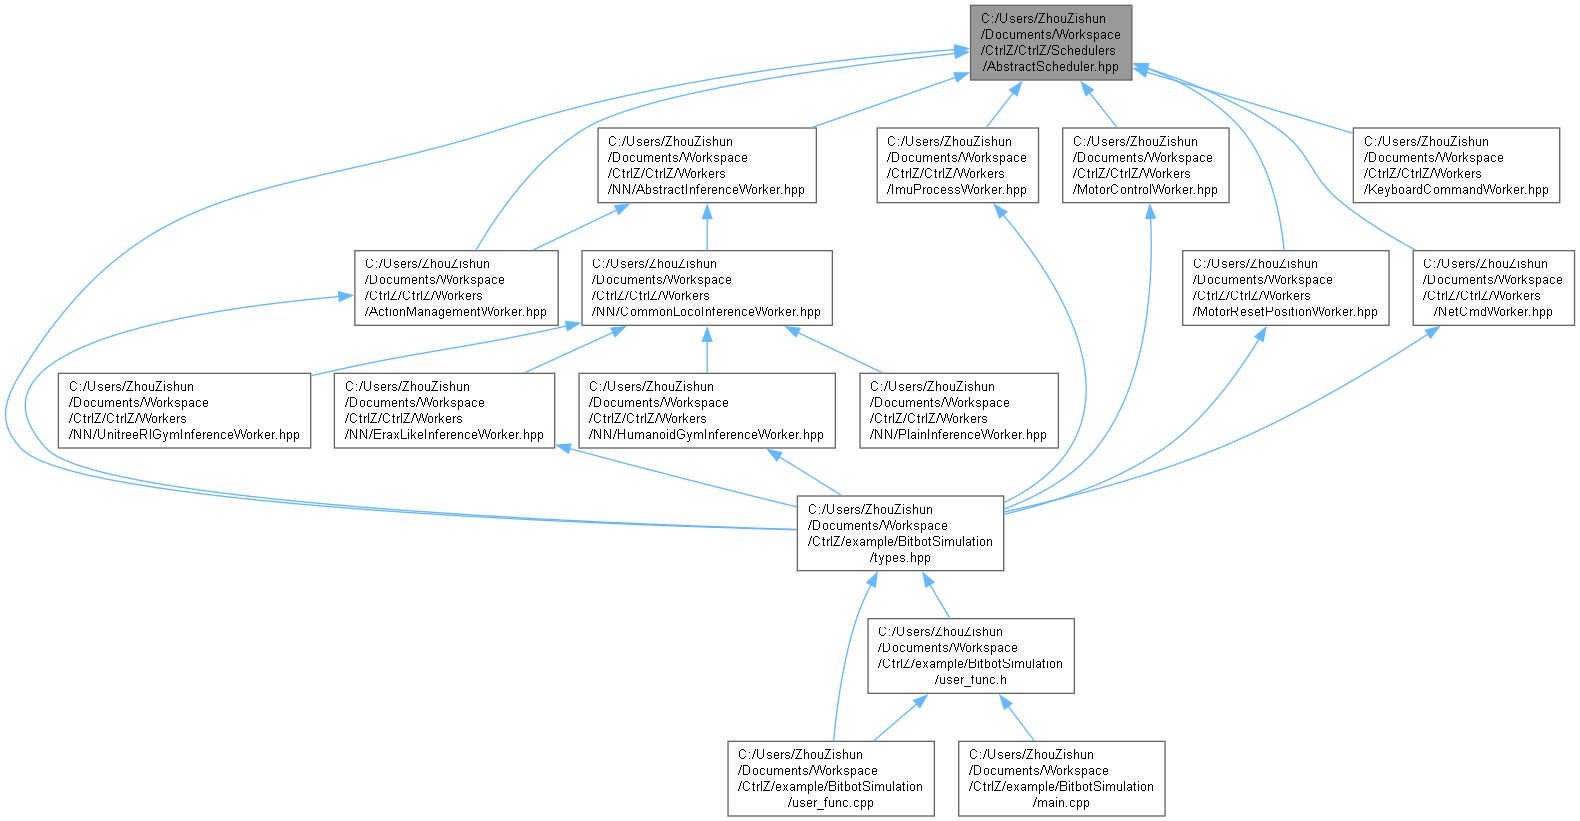 C:/Users/ZhouZishun
/Documents/Workspace
/CtrlZ/CtrlZ/Schedulers
/AbstractScheduler.hpp
C:/Users/ZhouZishun
/Documents/Workspace
/CtrlZ/CtrlZ/Workers
/NN/AbstractInferenceWorker.hpp
C:/Users/ZhouZishun
/Documents/Workspace
/CtrlZ/CtrlZ/Workers
/ImuProcessWorker.hpp
C:/Users/ZhouZishun
/Documents/Workspace
/CtrlZ/CtrlZ/Workers
/MotorControlWorker.hpp
C:/Users/ZhouZishun
/Documents/Workspace
/CtrlZ/CtrlZ/Workers
/KeyboardCommandWorker.hpp
C:/Users/ZhouZishun
/Documents/Workspace
/CtrlZ/CtrlZ/Workers
/ActionManagementWorker.hpp
C:/Users/ZhouZishun
/Documents/Workspace
/CtrlZ/CtrlZ/Workers
/NN/CommonLocoInferenceWorker.hpp
C:/Users/ZhouZishun
/Documents/Workspace
/CtrlZ/CtrlZ/Workers
/MotorResetPositionWorker.hpp
C:/Users/ZhouZishun
/Documents/Workspace
/CtrlZ/CtrlZ/Workers
/NetCmdWorker.hpp
C:/Users/ZhouZishun
/Documents/Workspace
/CtrlZ/CtrlZ/Workers
/NN/UnitreeRlGymInferenceWorker.hpp
C:/Users/ZhouZishun
/Documents/Workspace
/CtrlZ/CtrlZ/Workers
/NN/EraxLikeInferenceWorker.hpp
C:/Users/ZhouZishun
/Documents/Workspace
/CtrlZ/CtrlZ/Workers
/NN/HumanoidGymInferenceWorker.hpp
C:/Users/ZhouZishun
/Documents/Workspace
/CtrlZ/CtrlZ/Workers
/NN/PlainInferenceWorker.hpp
C:/Users/ZhouZishun
/Documents/Workspace
/CtrlZ/example/BitbotSimulation
/types.hpp
C:/Users/ZhouZishun
/Documents/Workspace
/CtrlZ/example/BitbotSimulation
/user_func.h
C:/Users/ZhouZishun
/Documents/Workspace
/CtrlZ/example/BitbotSimulation
/user_func.cpp
C:/Users/ZhouZishun
/Documents/Workspace
/CtrlZ/example/BitbotSimulation
/main.cpp